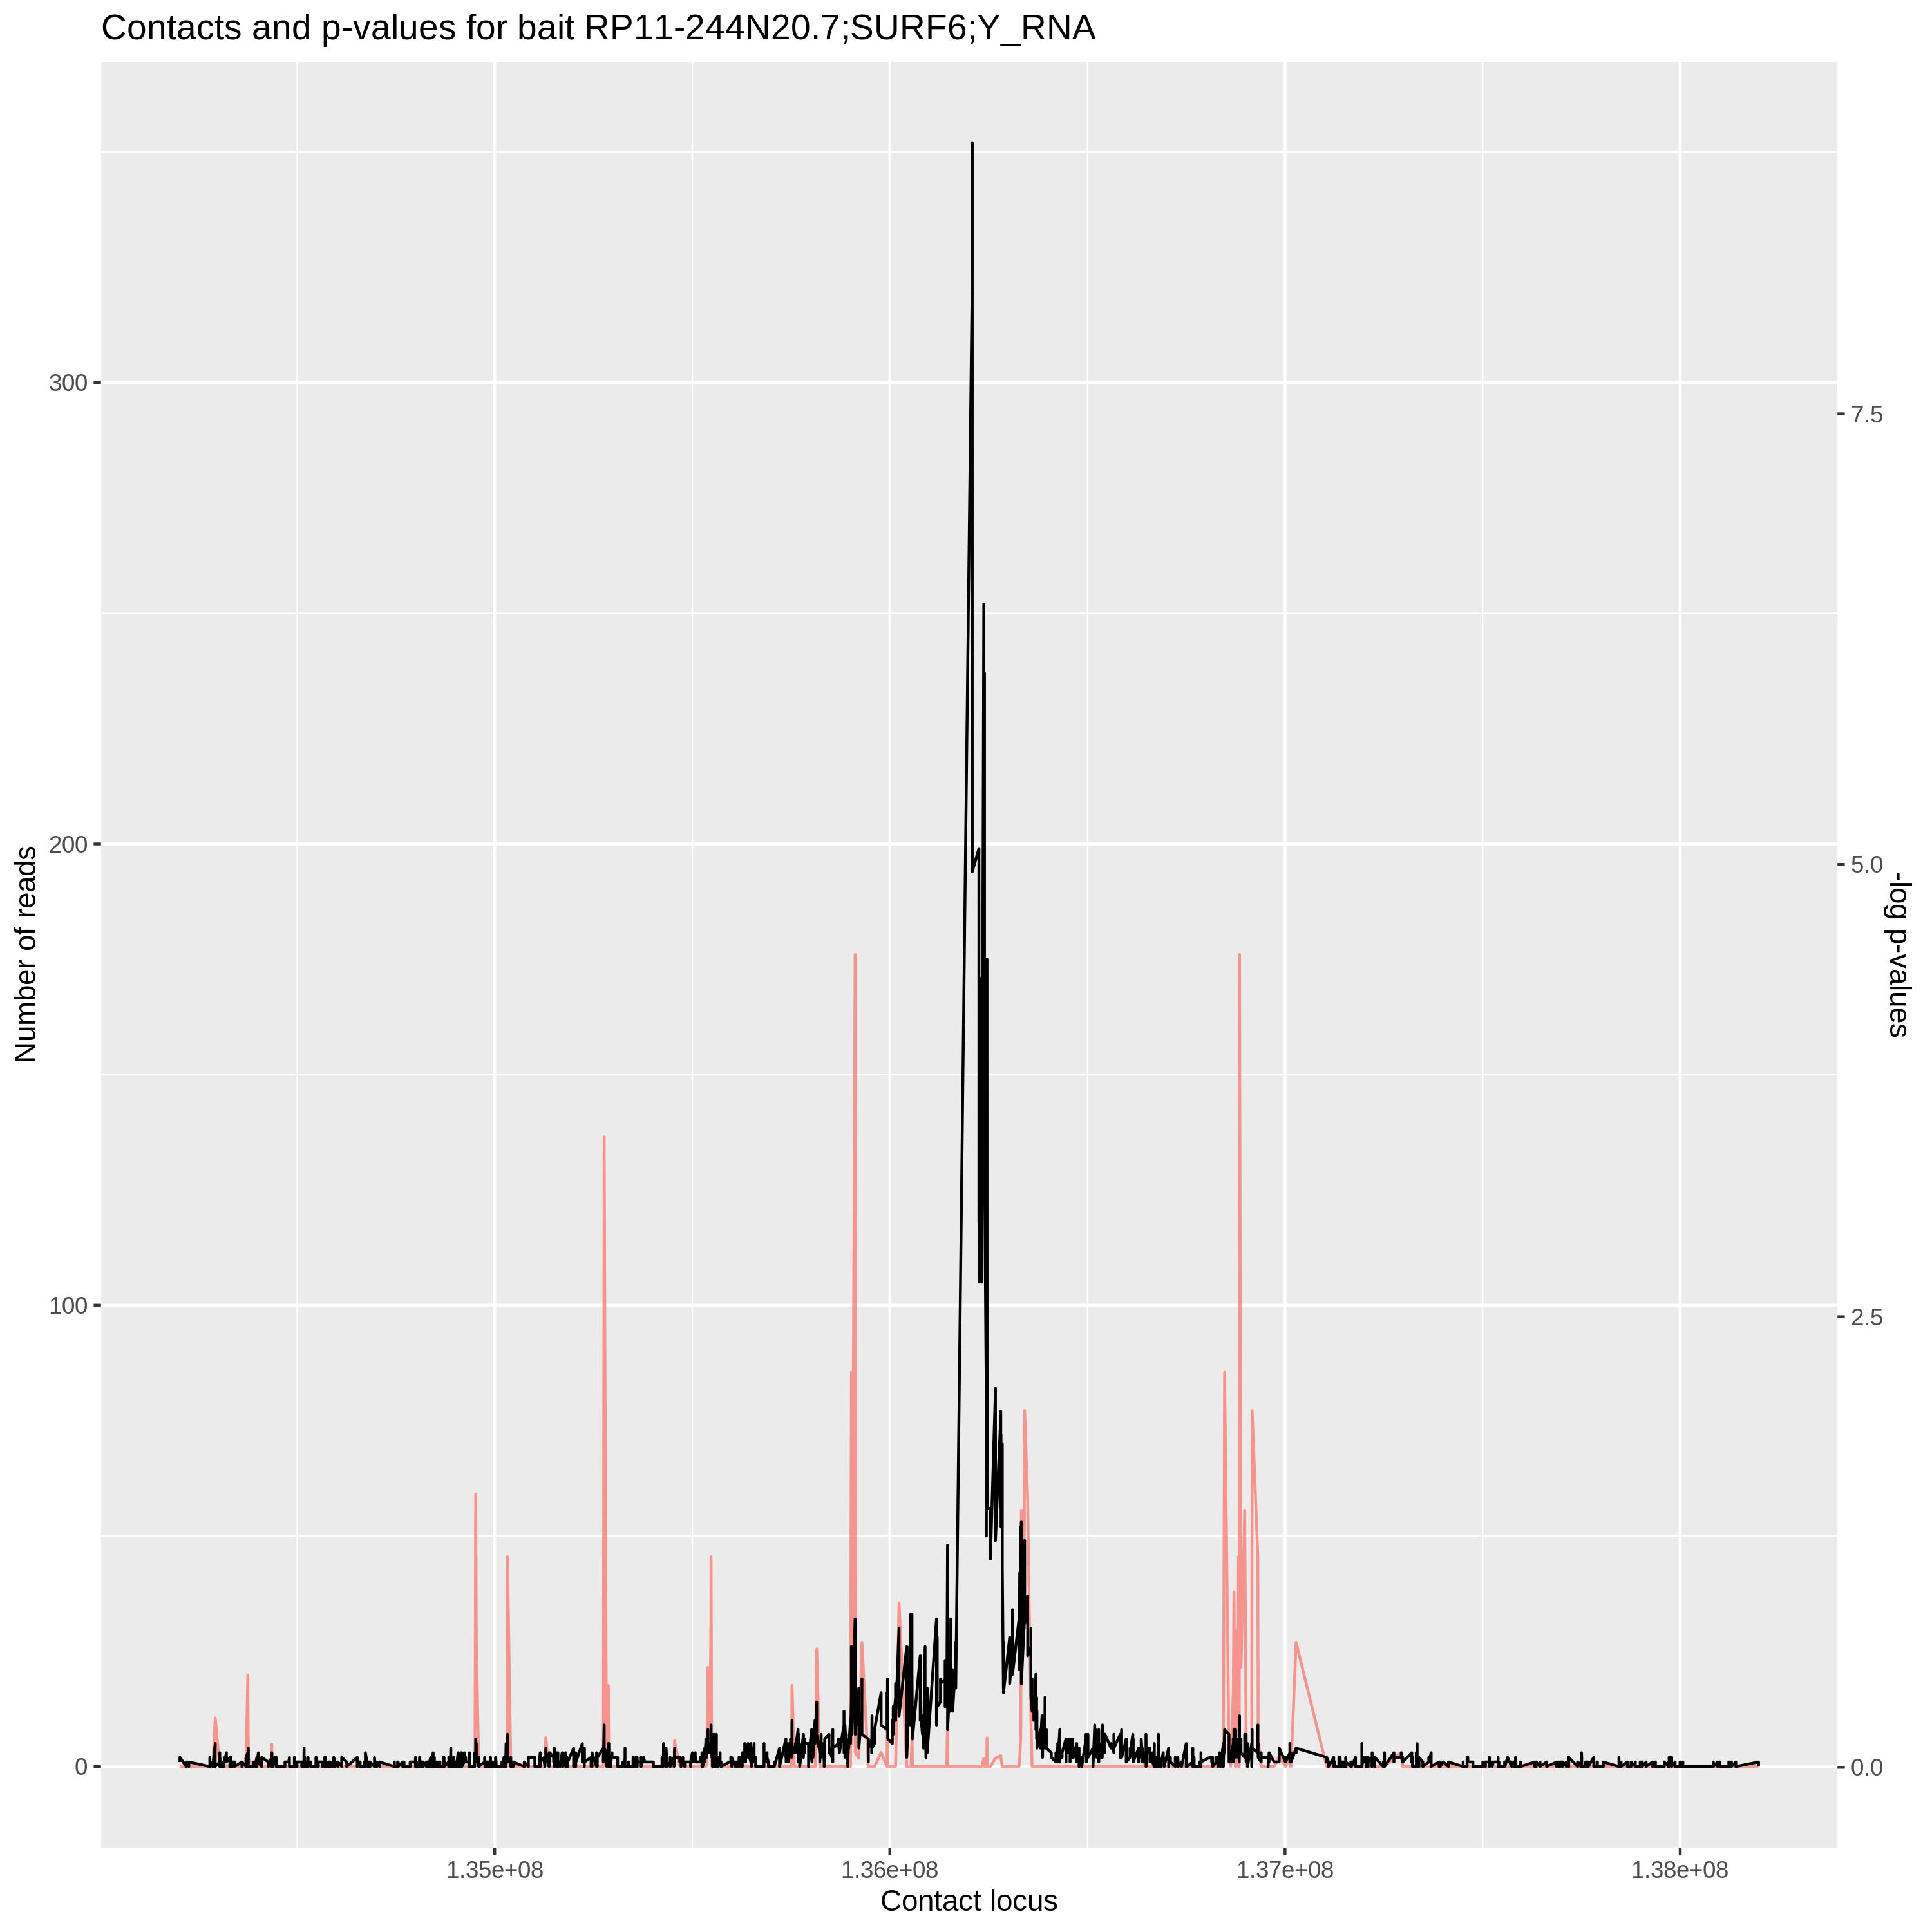 Contacts and p-values for bait RP11-244N20.7;SURF6;Y_RNA
300
200
100
0
Number of reads
7.5
5.0
2.5
0.0
-log p-values
1.35e+08
1.36e+08
1.37e+08
1.38e+08
Contact locus